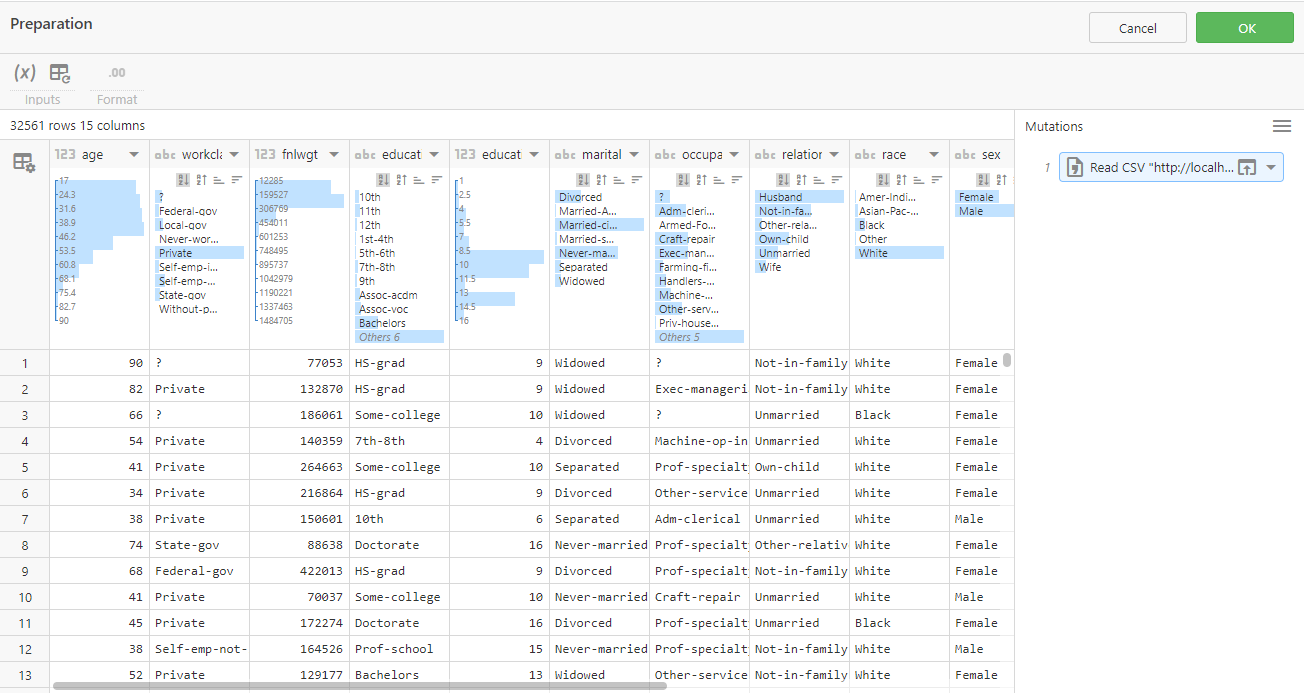 Preparation
Cancel OK
(x) .00
Inputs Format
32561 rows 15 columns
Mutations
1 Read CSV "http://localh...
123 age abc workcla 123 fnlwgt abc educat 123 educat abc marital abc occupa abc relation abc race abc sex
17
24.3
31.6
38.9
46.2
53.5
60.8
68.1
75.4
82.7
90
?
Federal-gov
Local-gov
Never-wor...
Private
Self-emp-i...
Self-emp-...
State-gov
Without-p...
12285
159527
306769
454011
601253
748495
895737
1042979
1190221
1337463
1484705
10th
11th
12th
1st-4th
5th-6th
7th-8th
9th
Assoc-acdm
Assoc-voc
Bachelors
Others 6
1
2.5
4
5.5
7
8.5
10
11.5
13
14.5
16
Divorced
Married-A...
Married-ci...
Married-s...
Never-ma...
Separated
Widowed
?
Adm-cleri...
Armed-Fo...
Craft-repair
Exec-man...
Farming-fi...
Handlers-...
Machine-...
Other-serv...
Priv-house...
Others 5
Husband
Not-in-fa...
Other-rela...
Own-child
Unmarried
Wife
Amer-Indi...
Asian-Pac-...
Black
Other
White
Female
Male
1 90 ? 77053 HS-grad 9 Widowed ? Not-in-family White Female
2 82 Private 132870 HS-grad 9 Widowed Exec-manageri Not-in-family White Female
3 66 ? 186061 Some-college 10 Widowed ? Unmarried Black Female
4 54 Private 140359 7th-8th 4 Divorced Machine-op-in Unmarried White Female
5 41 Private 264663 Some-college 10 Separated Prof-specialty Own-child White Female
6 34 Private 216864 HS-grad 9 Divorced Other-service Unmarried White Female
7 38 Private 150601 10th 6 Separated Adm-clerical Unmarried White Male
8 74 State-gov 88638 Doctorate 16 Never-married Prof-specialty Other-relativ White Female
9 68 Federal-gov 422013 HS-grad 9 Divorced Prof-specialty Not-in-family White Female
10 41 Private 70037 Some-college 10 Never-married Craft-repair Unmarried White Male
11 45 Private 172274 Doctorate 16 Divorced Prof-specialty Unmarried Black Female
12 38 Self-emp-not- 164526 Prof-school 15 Never-married Prof-specialty Not-in-family White Male
13 52 Private 129177 Bachelors 13 Widowed Other-service Not-in-family White Female